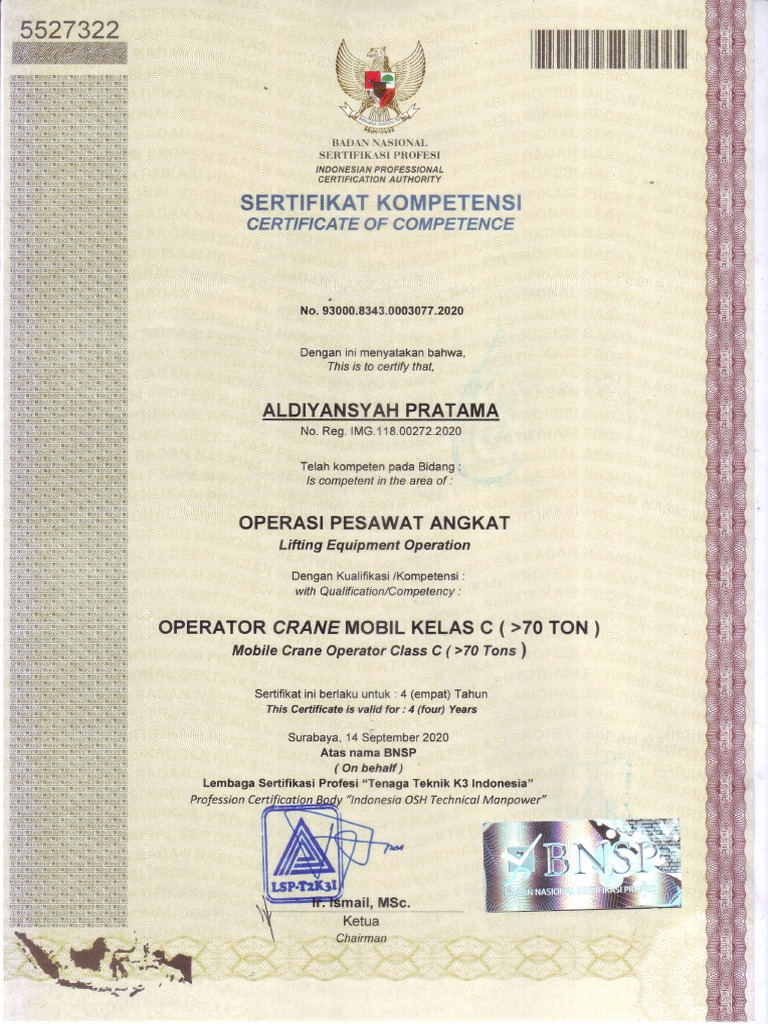 5527322
BADAN NASIONAL
SERTIFIKASI PROFESI
INDONESIAN PROFESSIONAL
CERTIFICATION AUTHORITY
SERTIFIKAT KOMPETENSI
CERTIFICATE OF COMPETENCE
No. 93000.8343.0003077.2020
Dengan ini menyatakan bahwa,
This is to certify that,
ALDIYANSYAH PRATAMA
No. Reg. IMG.118.00272.2020
Telah kompeten pada Bidang :
Is competent in the area of :
OPERASI PESAWAT ANGKAT
Lifting Equipment Operation
Dengan Kualifikasi /Kompetensi :
with Qualification/Competency :
OPERATOR CRANE MOBIL KELAS C ( >70 TON )
Mobile Crane Operator Class C ( >70 Tons )
Sertifikat ini berlaku untuk : 4 (empat) Tahun
This Certificate is valid for : 4 (four) Years
Surabaya, 14 September 2020
Atas nama BNSP
( On behalf )
Lembaga Sertifikasi Profesi “Tenaga Teknik K3 Indonesia”
Profession Certification Body “Indonesia OSH Technical Manpower”
LSP-T2K3I
BNSP
BADAN NASIONAL SERTIFIKASI PROFESI
Ir. Ismail, MSc.
Ketua
Chairman